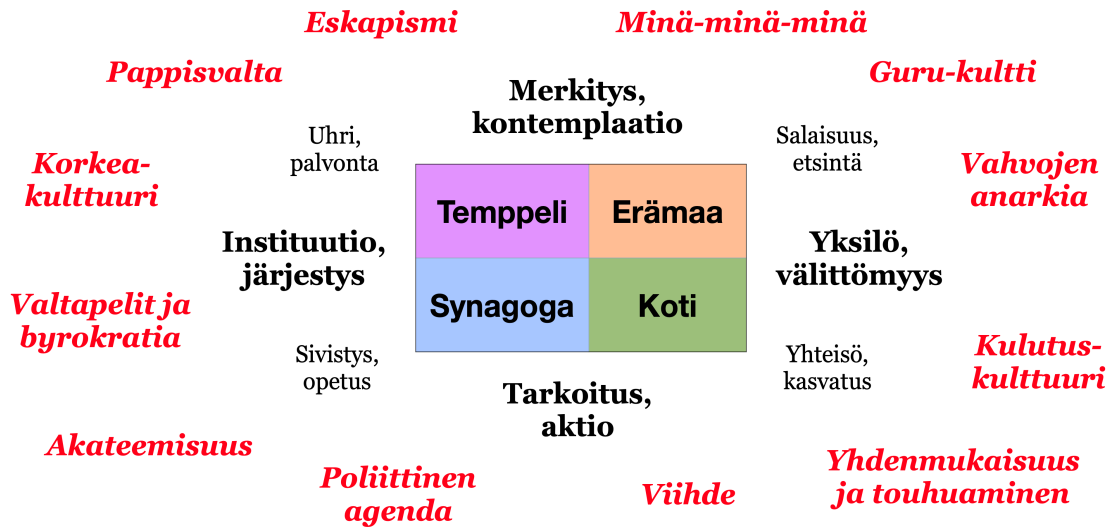 Eskapismi
Minä-minä-minä
Pappisvalta
Guru-kultti
Merkitys,
kontemplaatio
Uhri,
palvonta
Salaisuus,
etsintä
Korkea-
kulttuuri
Vahvojen
anarkia
Temppeli
Erämaa
Instituutio,
järjestys
Yksilö,
välittömyys
Synagoga
Koti
Valtapelit ja
byrokratia
Sivistys,
opetus
Yhteisö,
kasvatus
Kulutus-
kulttuuri
Tarkoitus,
aktio
Akateemisuus
Poliittinen
agenda
Viihde
Yhdenmukaisuus
ja touhuaminen